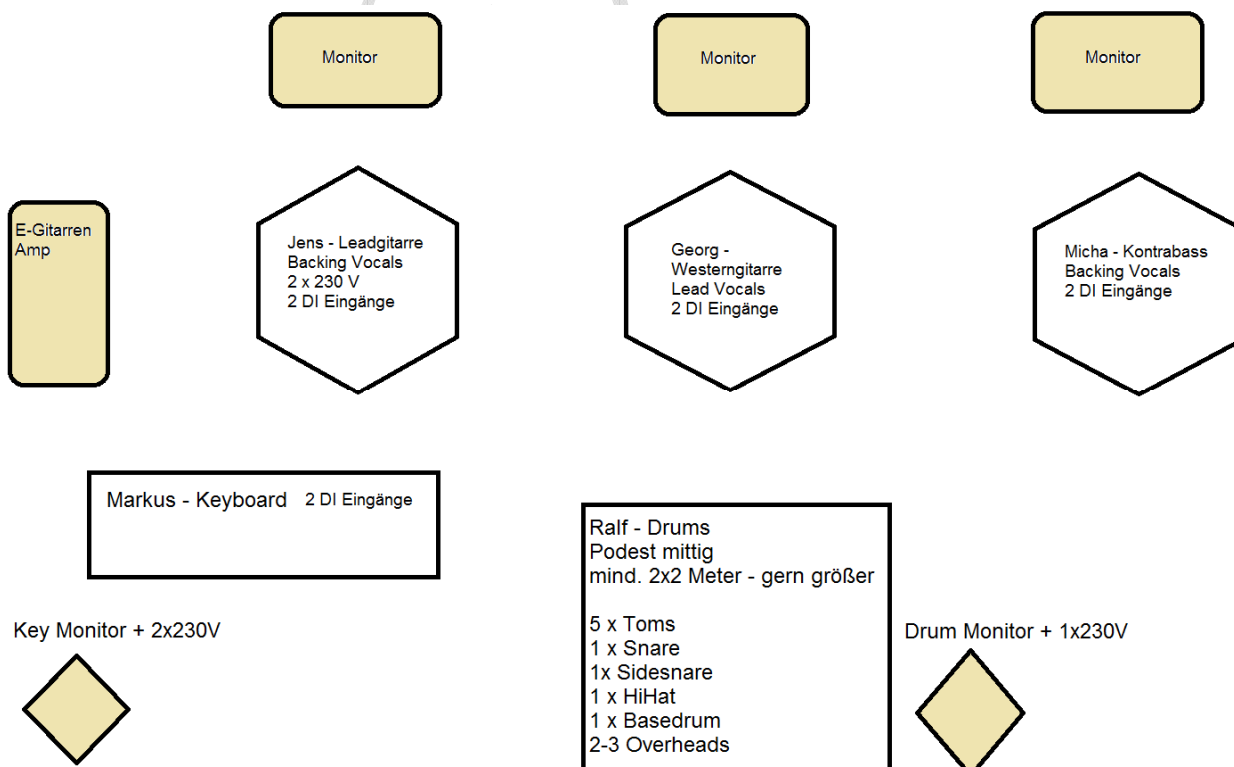 Monitor
Monitor
Monitor
E-Gitarren
Amp
Jens - Leadgitarre
Backing Vocals
2 x 230 V
2 DI Eingänge
Georg -
Westerngitarre
Lead Vocals
2 DI Eingänge
Micha - Kontrabass
Backing Vocals
2 DI Eingänge
Markus - Keyboard 2 DI Eingänge
Ralf - Drums
Podest mittig
mind. 2x2 Meter - gern größer
5 x Toms
1 x Snare
1x Sidesnare
1 x HiHat
1 x Basedrum
2-3 Overheads
Key Monitor + 2x230V
Drum Monitor + 1x230V